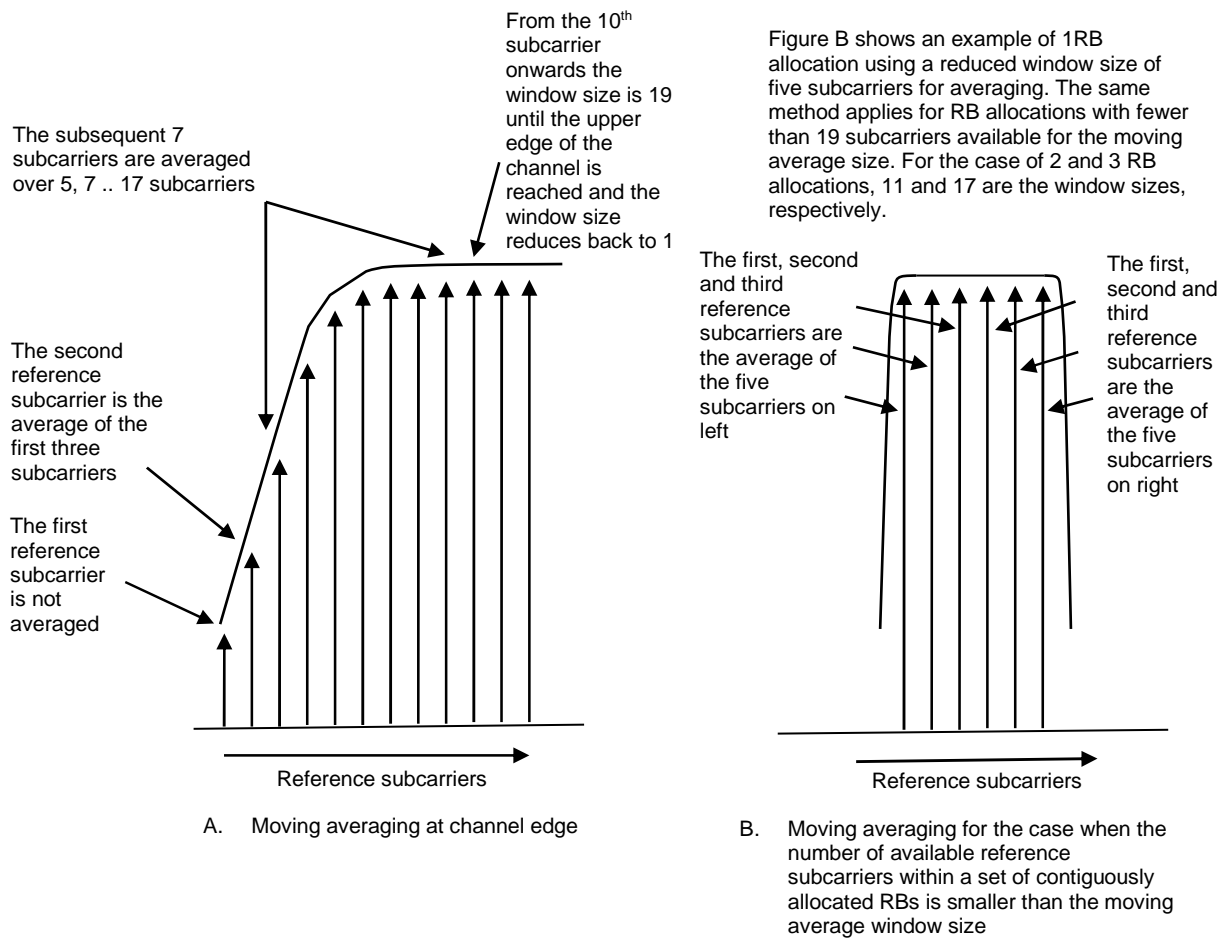 From the 10th
subcarrier
onwards the
window size is 19
until the upper
edge of the
channel is
reached and the
window size
reduces back to 1
Figure B shows an example of 1RB
allocation using a reduced window size of
five subcarriers for averaging. The same
method applies for RB allocations with fewer
than 19 subcarriers available for the moving
average size. For the case of 2 and 3 RB
allocations, 11 and 17 are the window sizes,
respectively.
The subsequent 7
subcarriers are averaged
over 5, 7 .. 17 subcarriers
The second
reference
subcarrier is the
average of the
first three
subcarriers
The first
reference
subcarrier
is not
averaged
The first, second
and third
reference
subcarriers are
the average of
the five
subcarriers on
left
The first,
second and
third
reference
subcarriers
are the
average of
the five
subcarriers
on right
Reference subcarriers
Reference subcarriers
A. Moving averaging at channel edge
B. Moving averaging for the case when the
number of available reference
subcarriers within a set of contiguously
allocated RBs is smaller than the moving
average window size